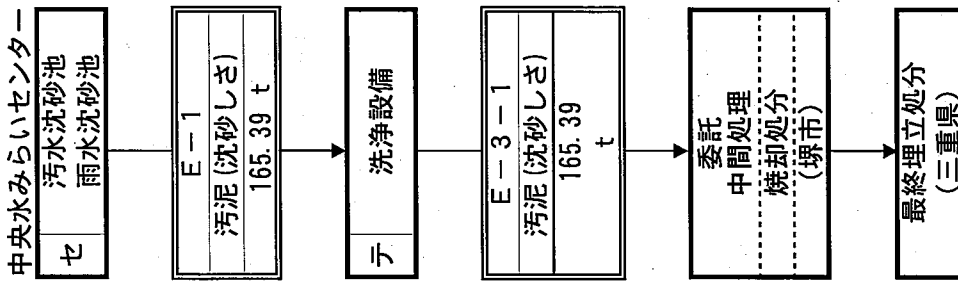 中央水みらいセンター
セ
汚水沈砂池
雨水沈砂池
E－1
汚泥(沈砂しさ)
165.39 t
テ
洗浄設備
E－3－1
汚泥(沈砂しさ)
165.39
t
委託
中間処理
焼却処分
(堺市)
最終埋立処分
(三重県)